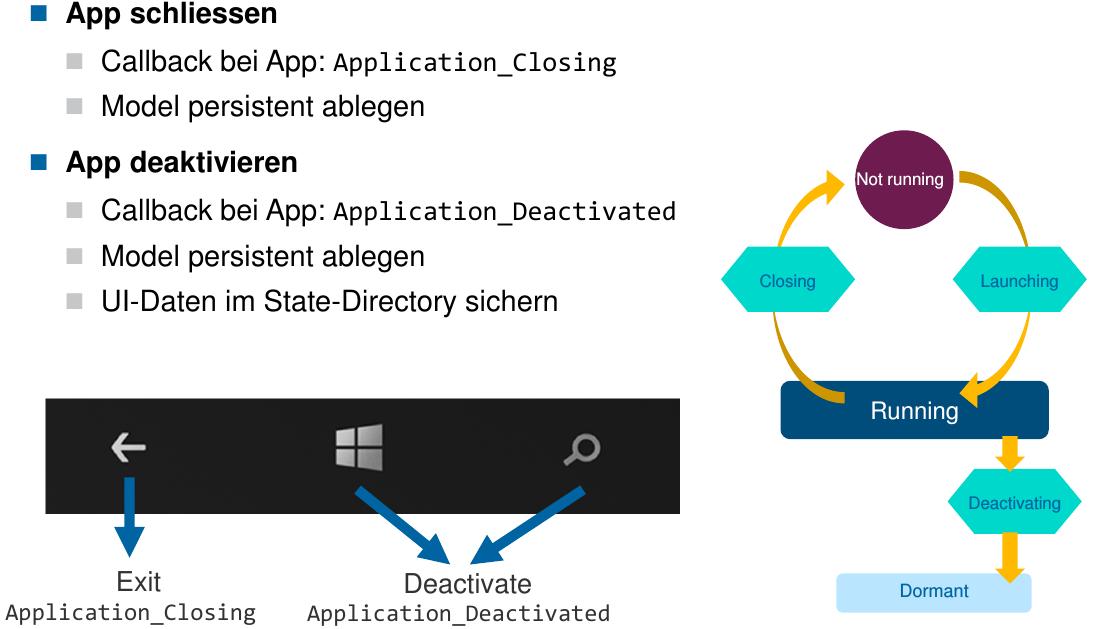 App schliessen
Callback bei App: Application_Closing
Model persistent ablegen
App deaktivieren
Callback bei App: Application_Deactivated
Model persistent ablegen
UI-Daten im State-Directory sichern
Not running
Closing
Launching
Running
Deactivating
Dormant
Exit
Application_Closing
Deactivate
Application_Deactivated